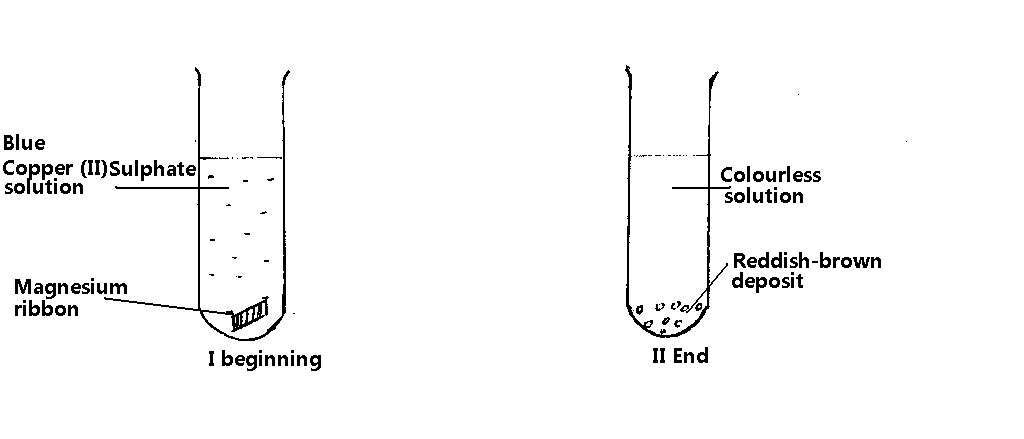 Blue
Copper (II)Sulphate
solution
Magnesium
ribbon
I beginning
Colourless
solution
Reddish-brown
deposit
II End